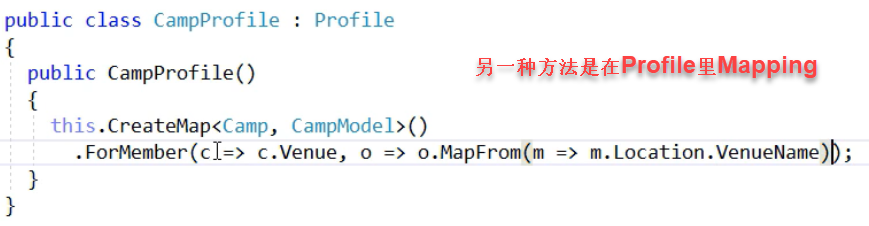 public class CampProfile : Profile
{
public CampProfile()
另一种方法是在Profile里Mapping
{
this.CreateMap<Camp, CampModel>()
.ForMember(c => c.Venue, o => o.MapFrom(m => m.Location.VenueName));
}
}